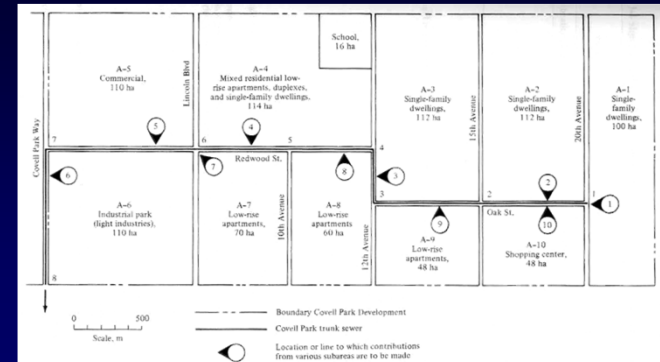 School,
16 ha
A-5
Commercial,
110 ha
Lincoln Blvd
A-4
Mixed residential low-
rise apartments, duplexes,
and single-family dwellings,
114 ha
A-3
Single-family
dwellings,
112 ha
15th Avenue
A-2
Single-family
dwellings,
112 ha
20th Avenue
A-1
Single-
family
dwellings,
100 ha
Covell Park Way
7
5
6
4
5
4
Redwood St.
6
7
8
3
3
2
2
1
1
Oak St.
A-6
Industrial park
(light industries),
110 ha
A-7
Low-rise
apartments,
70 ha
10th Avenue
A-8
Low-rise
apartments
60 ha
12th Avenue
9
10
A-9
Low-rise
apartments,
48 ha
A-10
Shopping center,
48 ha
8
0 500
Scale, m
Boundary Covell Park Development
Covell Park trunk sewer
Location or line to which contributions
from various subareas are to be made